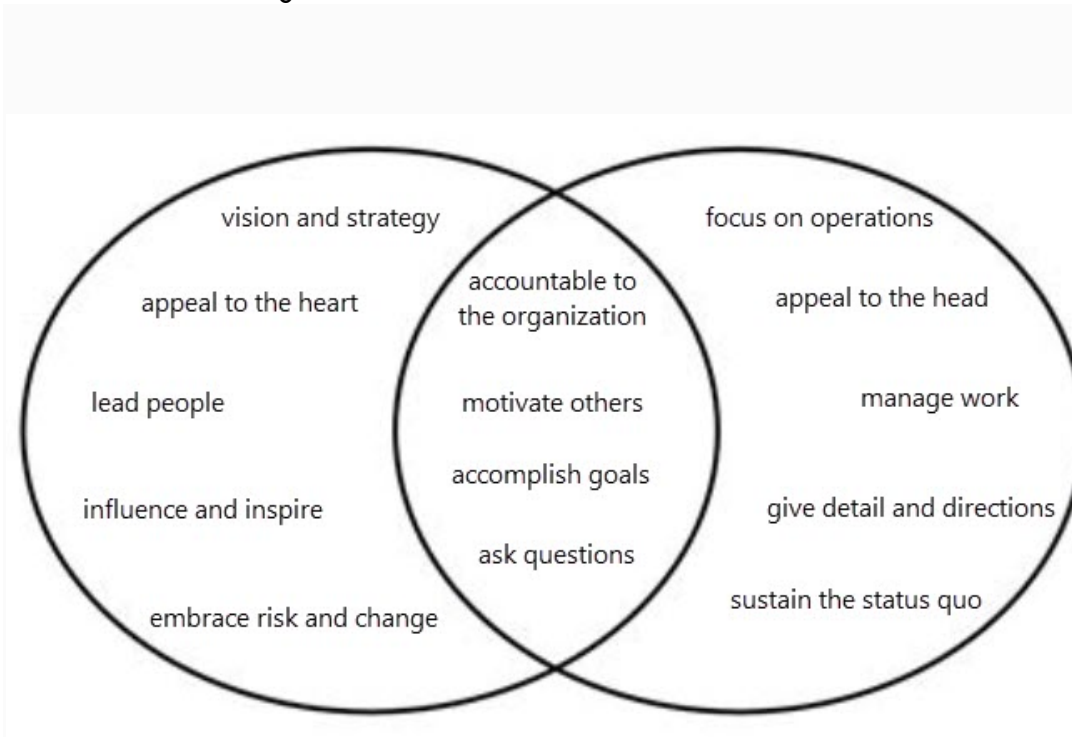 vision and strategy
focus on operations
accountable to
the organization
appeal to the heart
appeal to the head
lead people
motivate others
manage work
accomplish goals
influence and inspire
give detail and directions
ask questions
embrace risk and change
sustain the status quo